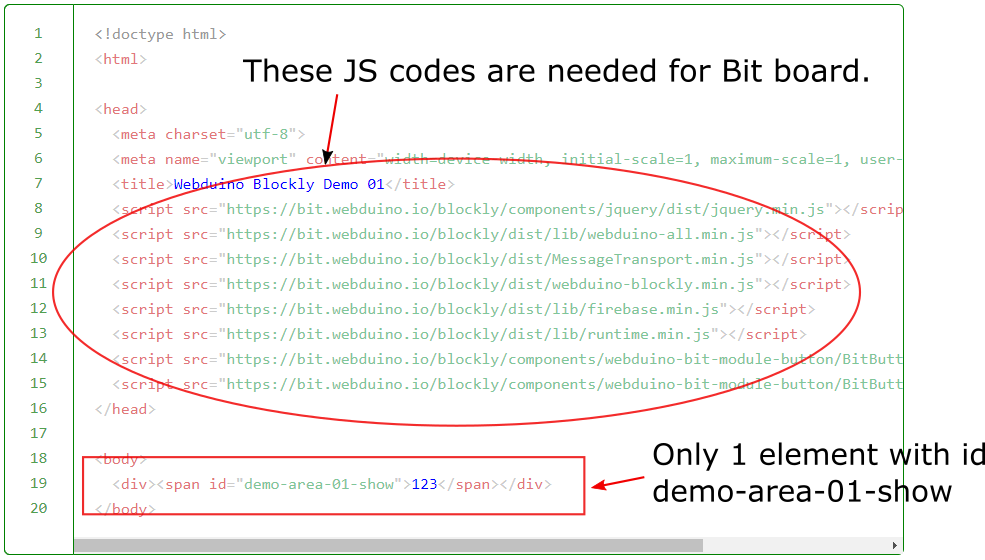 1 <!doctype html>
2 <html>
These JS codes are needed for Bit board.
3
4 <head>
5 <meta charset="utf-8">
6 <meta name="viewport" content="width=device-width, initial-scale=1, maximum-scale=1, user-
7 <title>Webduino Blockly Demo 01</title>
8 <script src="https://bit.webduino.io/blockly/components/jquery/dist/jquery.min.js"></scrip
9 <script src="https://bit.webduino.io/blockly/dist/lib/webduino-all.min.js"></script>
10 <script src="https://bit.webduino.io/blockly/dist/MessageTransport.min.js"></script>
11 <script src="https://bit.webduino.io/blockly/dist/webduino-blockly.min.js"></script>
12 <script src="https://bit.webduino.io/blockly/dist/lib/firebase.min.js"></script>
13 <script src="https://bit.webduino.io/blockly/dist/lib/runtime.min.js"></script>
14 <script src="https://bit.webduino.io/blockly/components/webduino-bit-module-button/BitButt
15 <script src="https://bit.webduino.io/blockly/components/webduino-bit-module-button/BitButt
16 </head>
17
18 <body>
19 <div><span id="demo-area-01-show">123</span></div>
20 </body>
Only 1 element with id
demo-area-01-show